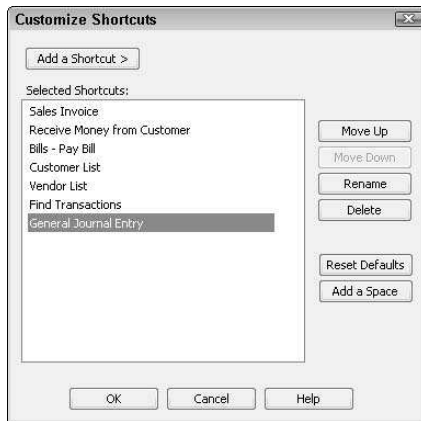 Customize Shortcuts
Add a Shortcut >
Selected Shortcuts:
Sales Invoice
Receive Money from Customer
Bills - Pay Bill
Customer List
Vendor List
Find Transactions
General Journal Entry
Move Up
Move Down
Rename
Delete
Reset Defaults
Add a Space
OK
Cancel
Help